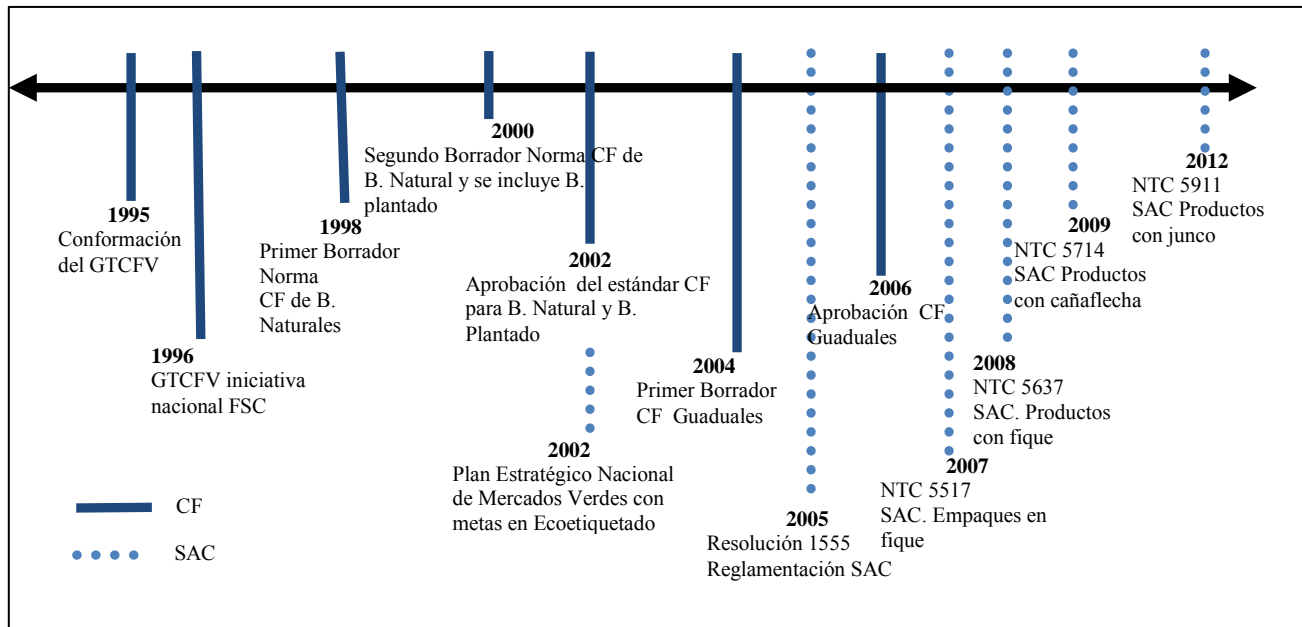 1995
Conformación
del GTCFV
1996
GTCFV iniciativa
nacional FSC
1998
Primer Borrador
Norma
CF de B.
Naturales
2000
Segundo Borrador Norma CF de
B. Natural y se incluye B.
plantado
2002
Aprobación del estándar CF
para B. Natural y B.
Plantado
2002
Plan Estratégico Nacional
de Mercados Verdes con
metas en Ecoetiquetado
2004
Primer Borrador
CF Guaduales
2005
Resolución 1555
Reglamentación SAC
2006
Aprobación CF
Guaduales
2007
NTC 5517
SAC. Empaques en
fique
2008
NTC 5637
SAC. Productos
con fique
2009
NTC 5714
SAC Productos
con cañaflecha
2012
NTC 5911
SAC Productos
con junco
CF
SAC